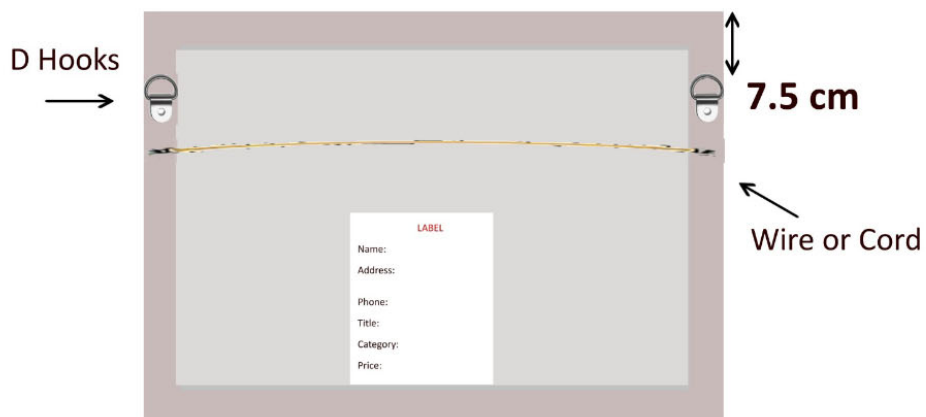 D Hooks
7.5 cm
Wire or Cord
LABEL
Name:
Address:
Phone:
Title:
Category:
Price: